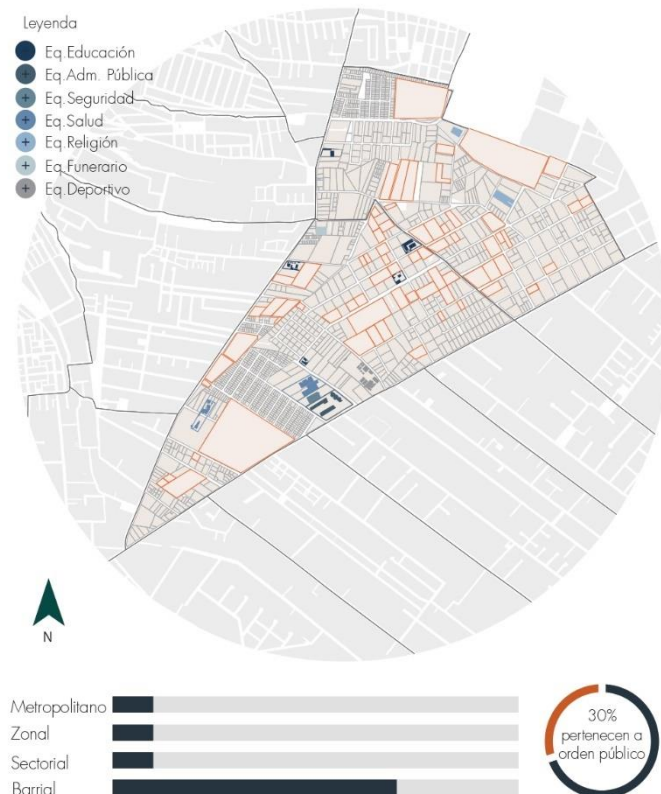 Leyenda
Eq.Educación
Eq.Adm. Pública
Eq.Seguridad
Eq.Salud
Eq.Religión
Eq.Funerario
Eq.Deportivo
N
Metropolitano
Zonal
Sectorial
Barrial
30%
pertenecen a
orden público